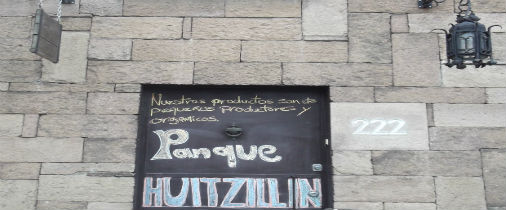 Nuestros productos son de
pequeños productores y
orgánicos.
Panque
HUITZILLIN
222